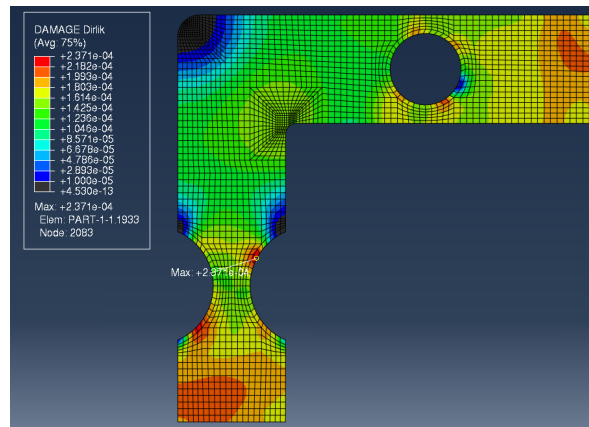 DAMAGE Dirlik
(Avg: 75%)
+2.371e-04
+2.182e-04
+1.993e-04
+1.803e-04
+1.614e-04
+1.425e-04
+1.236e-04
+1.046e-04
+8.571e-05
+6.678e-05
+4.786e-05
+2.893e-05
+1.000e-05
+4.530e-13
Max: +2.371e-04
Elem: PART-1-1.1933
Node: 2083
Max: +2.371e-04